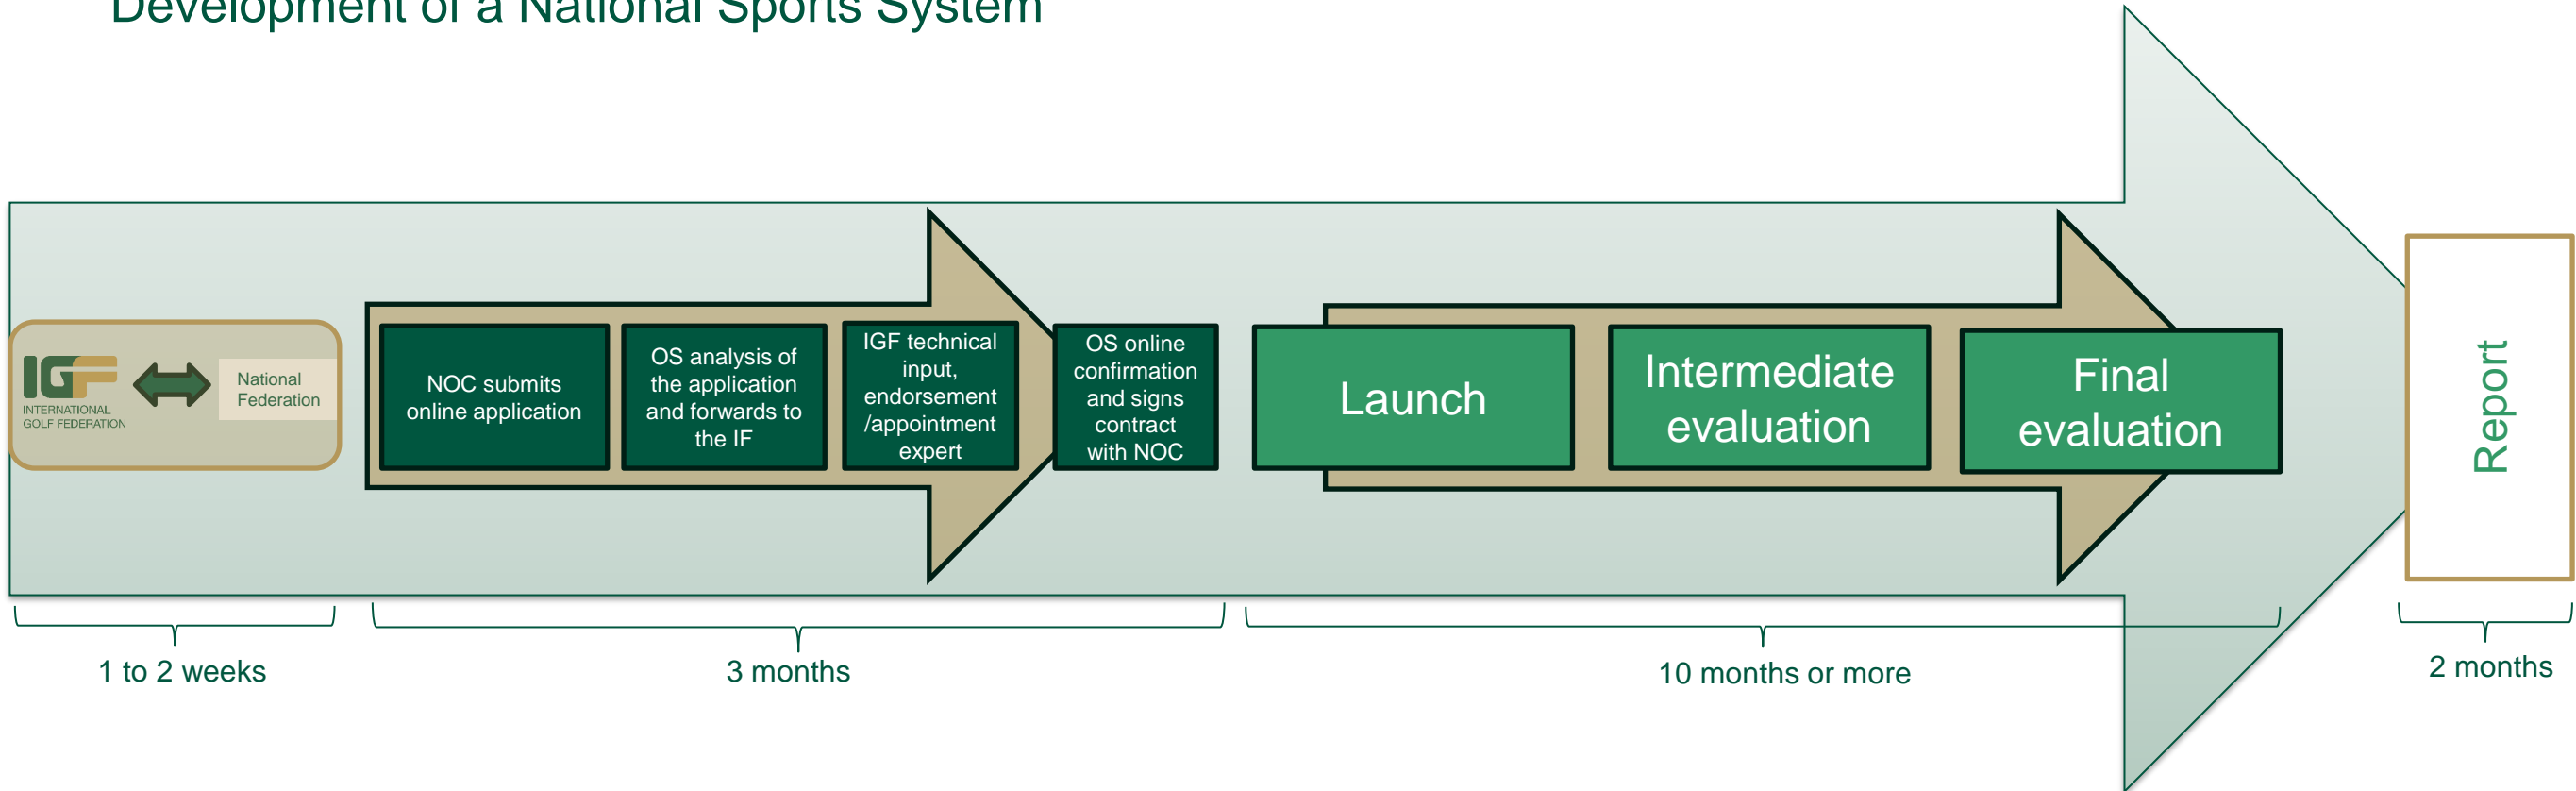 Development of a National Sports System
IGF
INTERNATIONAL
GOLF FEDERATION
National
Federation
NOC submits
online application
OS analysis of
the application
and forwards to
the IF
IGF technical
input,
endorsement
/appointment
expert
OS online
confirmation
and signs
contract
with NOC
Launch
Intermediate
evaluation
Final
evaluation
Report
1 to 2 weeks
3 months
10 months or more
2 months